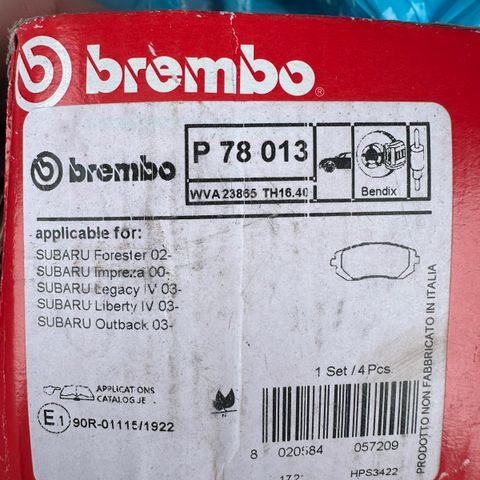 brembo®
brembo
P 78 013
WVA 23865 TH16.40
Bendix
applicable for:
SUBARU Forester 02-
SUBARU Impreza 00-
SUBARU Legacy IV 03-
SUBARU Liberty IV 03-
SUBARU Outback 03-
APPLICATIONS
CATALOGUE
E1 90R-01115/1922
1 Set / 4 Pcs.
8 020584 057209
HPS3422
PRODOTTO NON FABBRICATO IN ITALIA